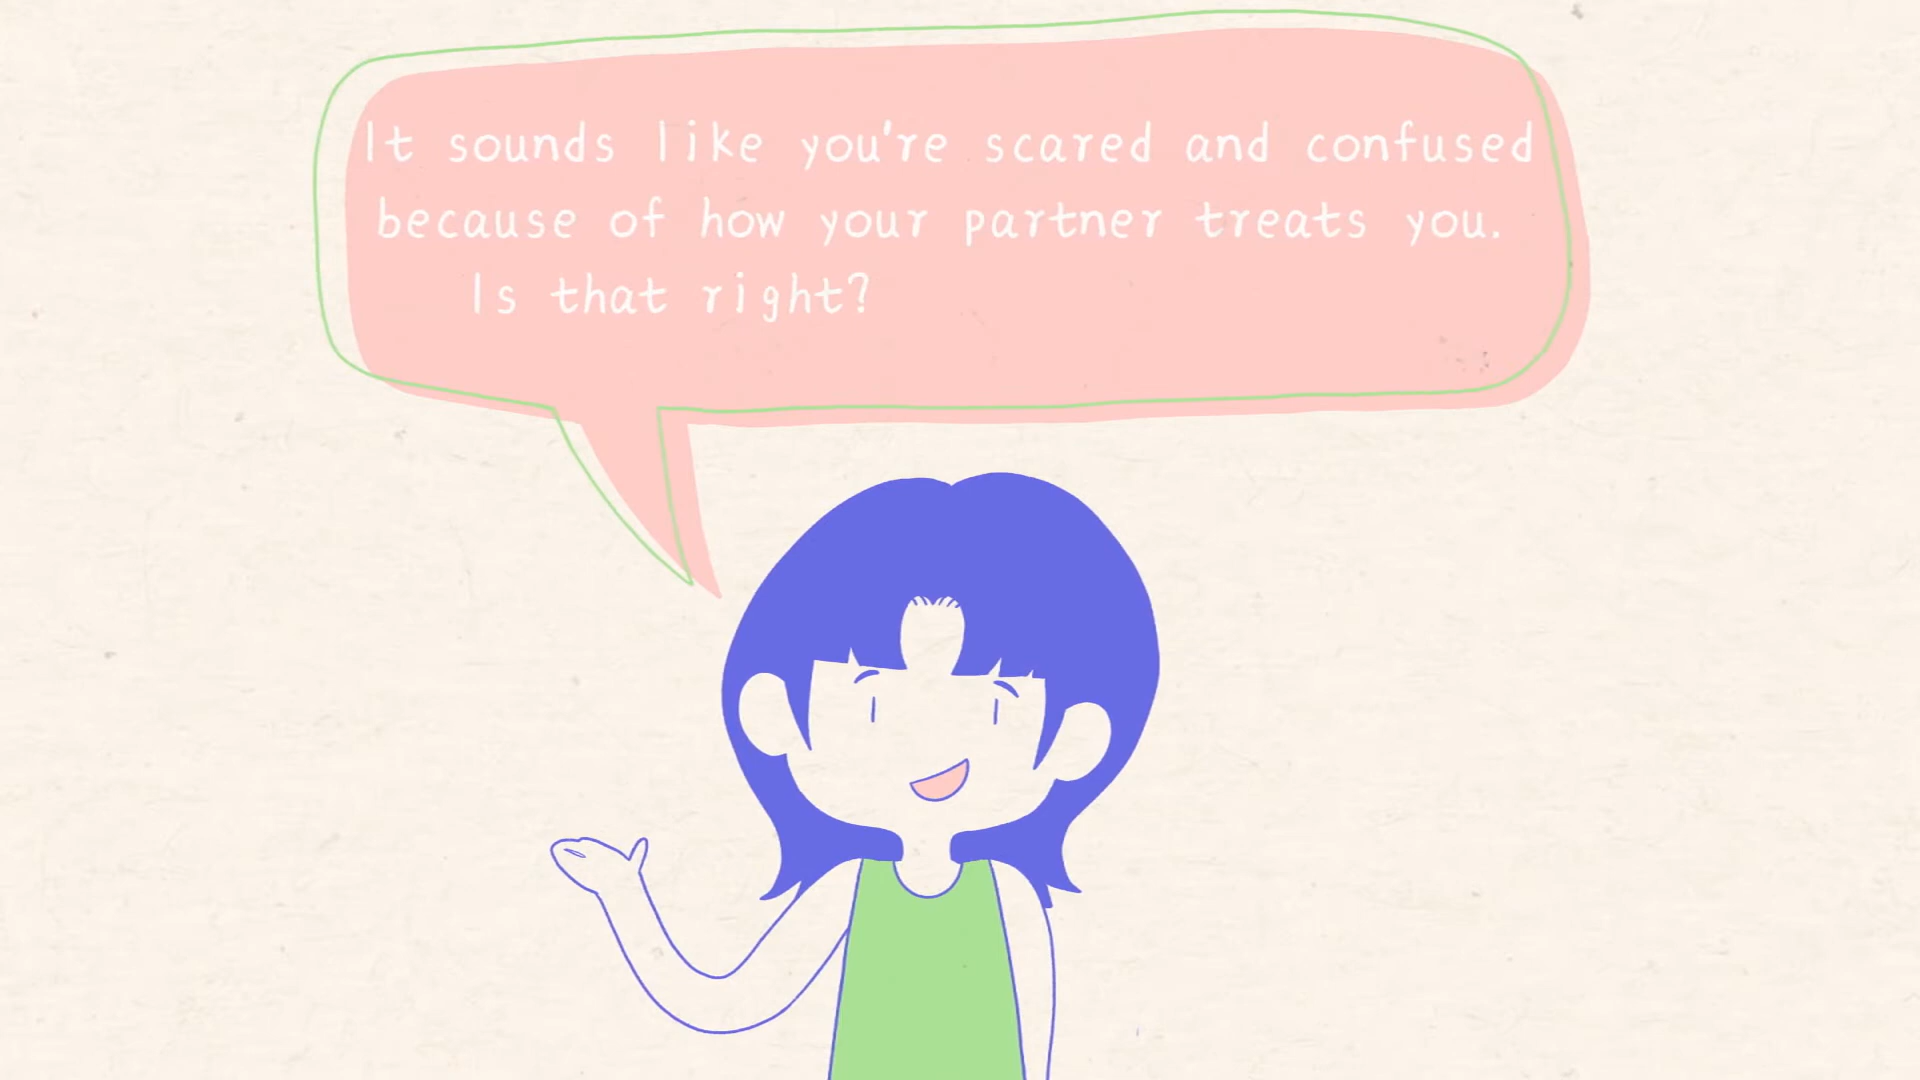 It sounds like you're scared and confused
because of how your partner treats you.
Is that right?